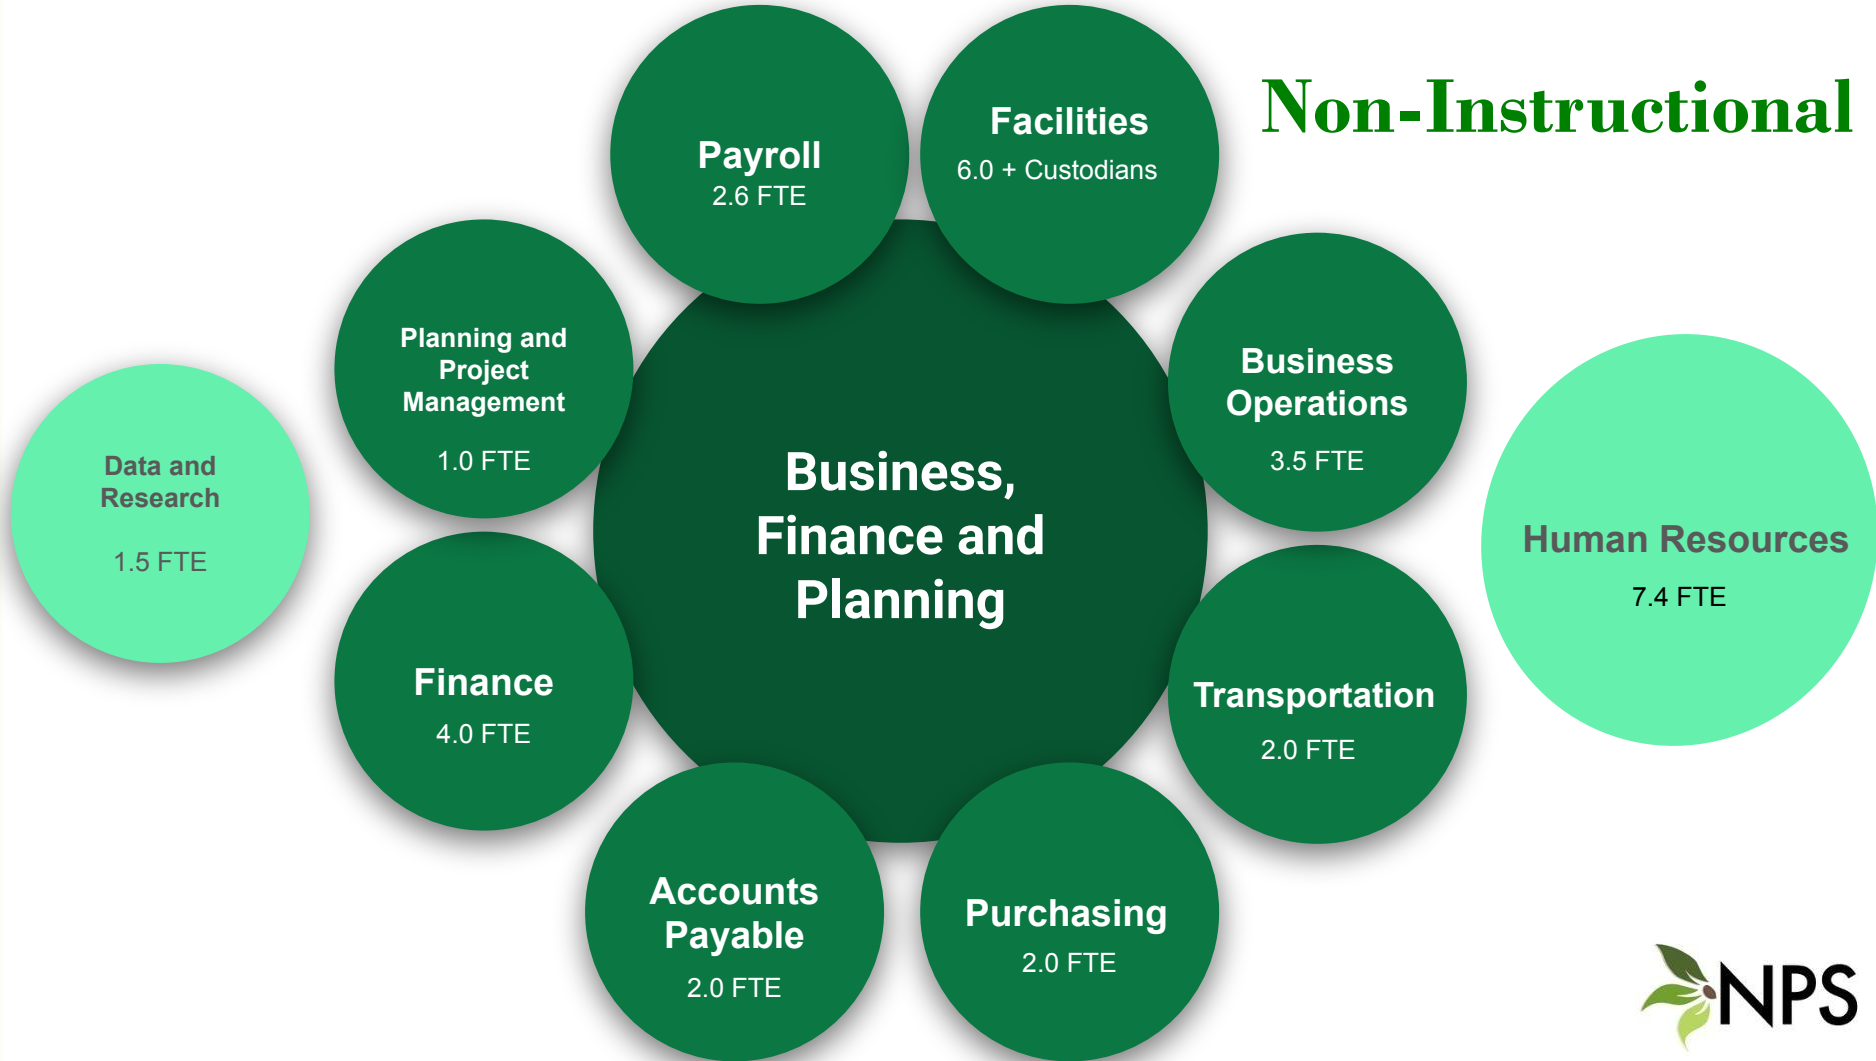 Non-Instructional
Payroll
2.6 FTE
Facilities
6.0 + Custodians
Planning and
Project
Management
1.0 FTE
Business
Operations
3.5 FTE
Data and
Research
1.5 FTE
Business,
Finance and
Planning
Human Resources
7.4 FTE
Finance
4.0 FTE
Transportation
2.0 FTE
Accounts
Payable
2.0 FTE
Purchasing
2.0 FTE
NPS